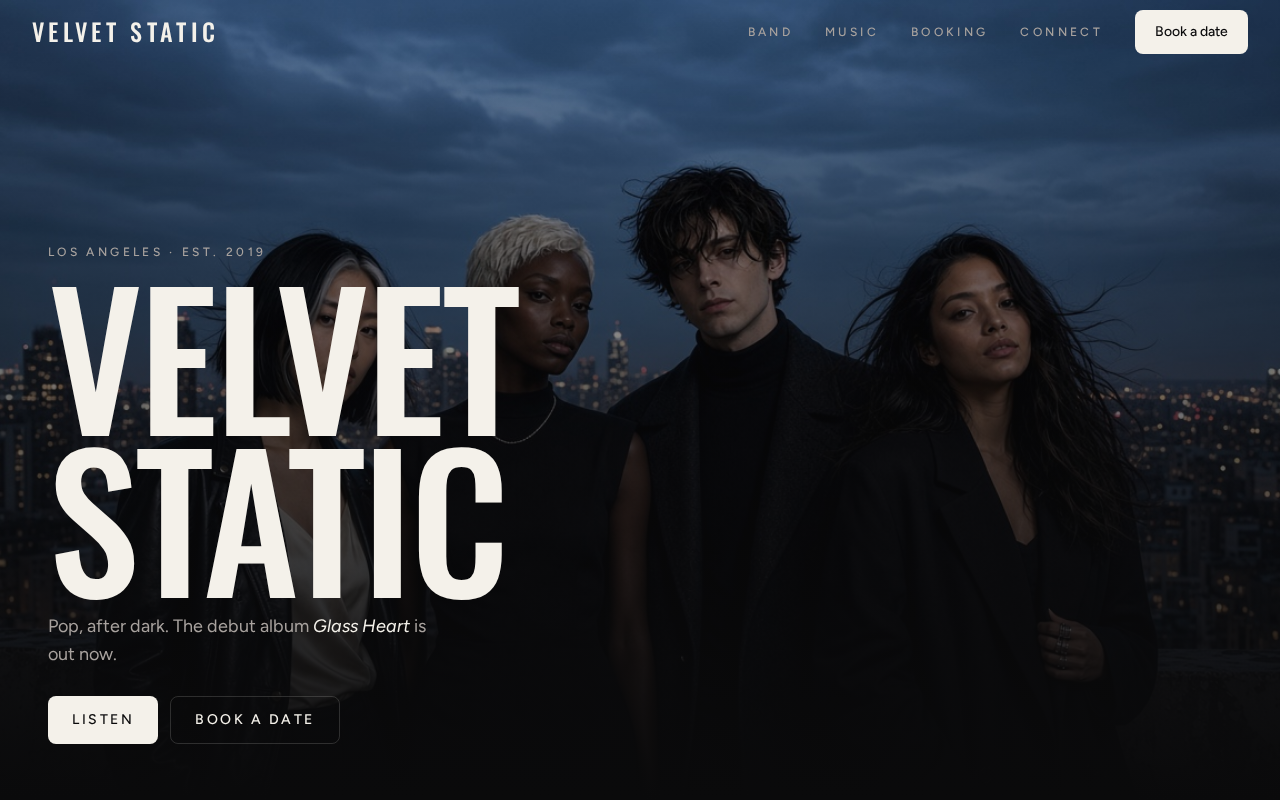 VELVET STATIC
BAND
MUSIC
BOOKING
CONNECT
Book a date
LOS ANGELES · EST. 2019
VELVET
STATIC
Pop, after dark. The debut album Glass Heart is
out now.
LISTEN
BOOK A DATE